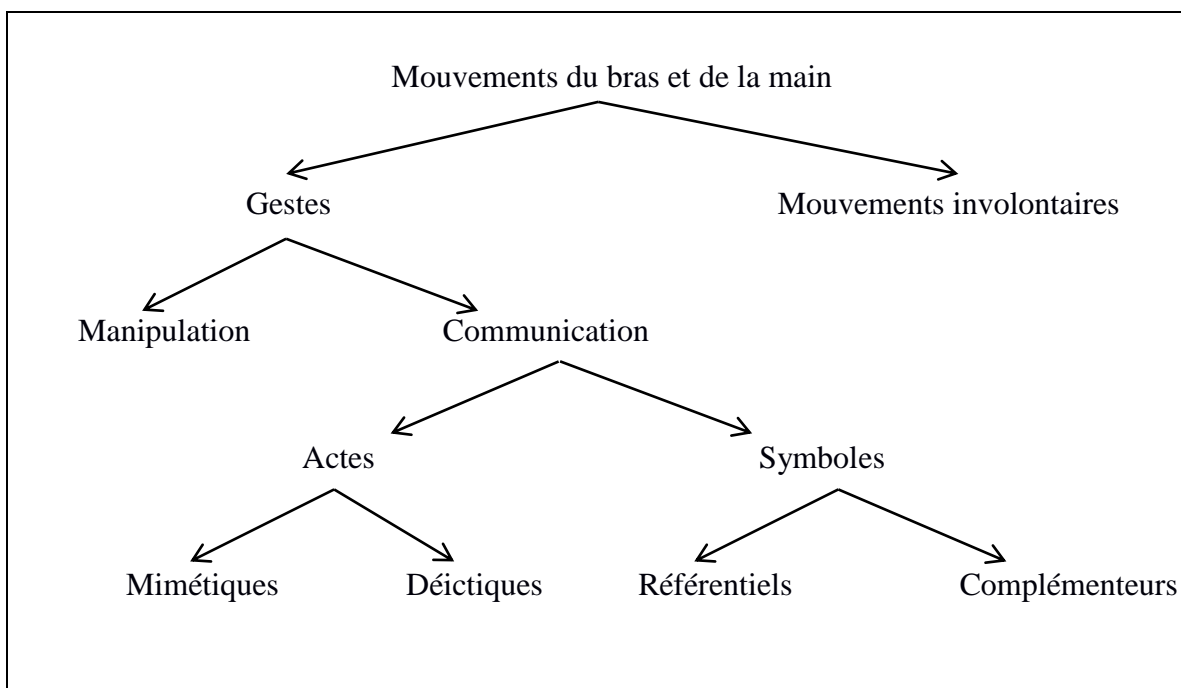 Mouvements du bras et de la main
Gestes Mouvements involontaires
Manipulation Communication
Actes Symboles
Mimétiques Déictiques Référentiels Complémenteurs